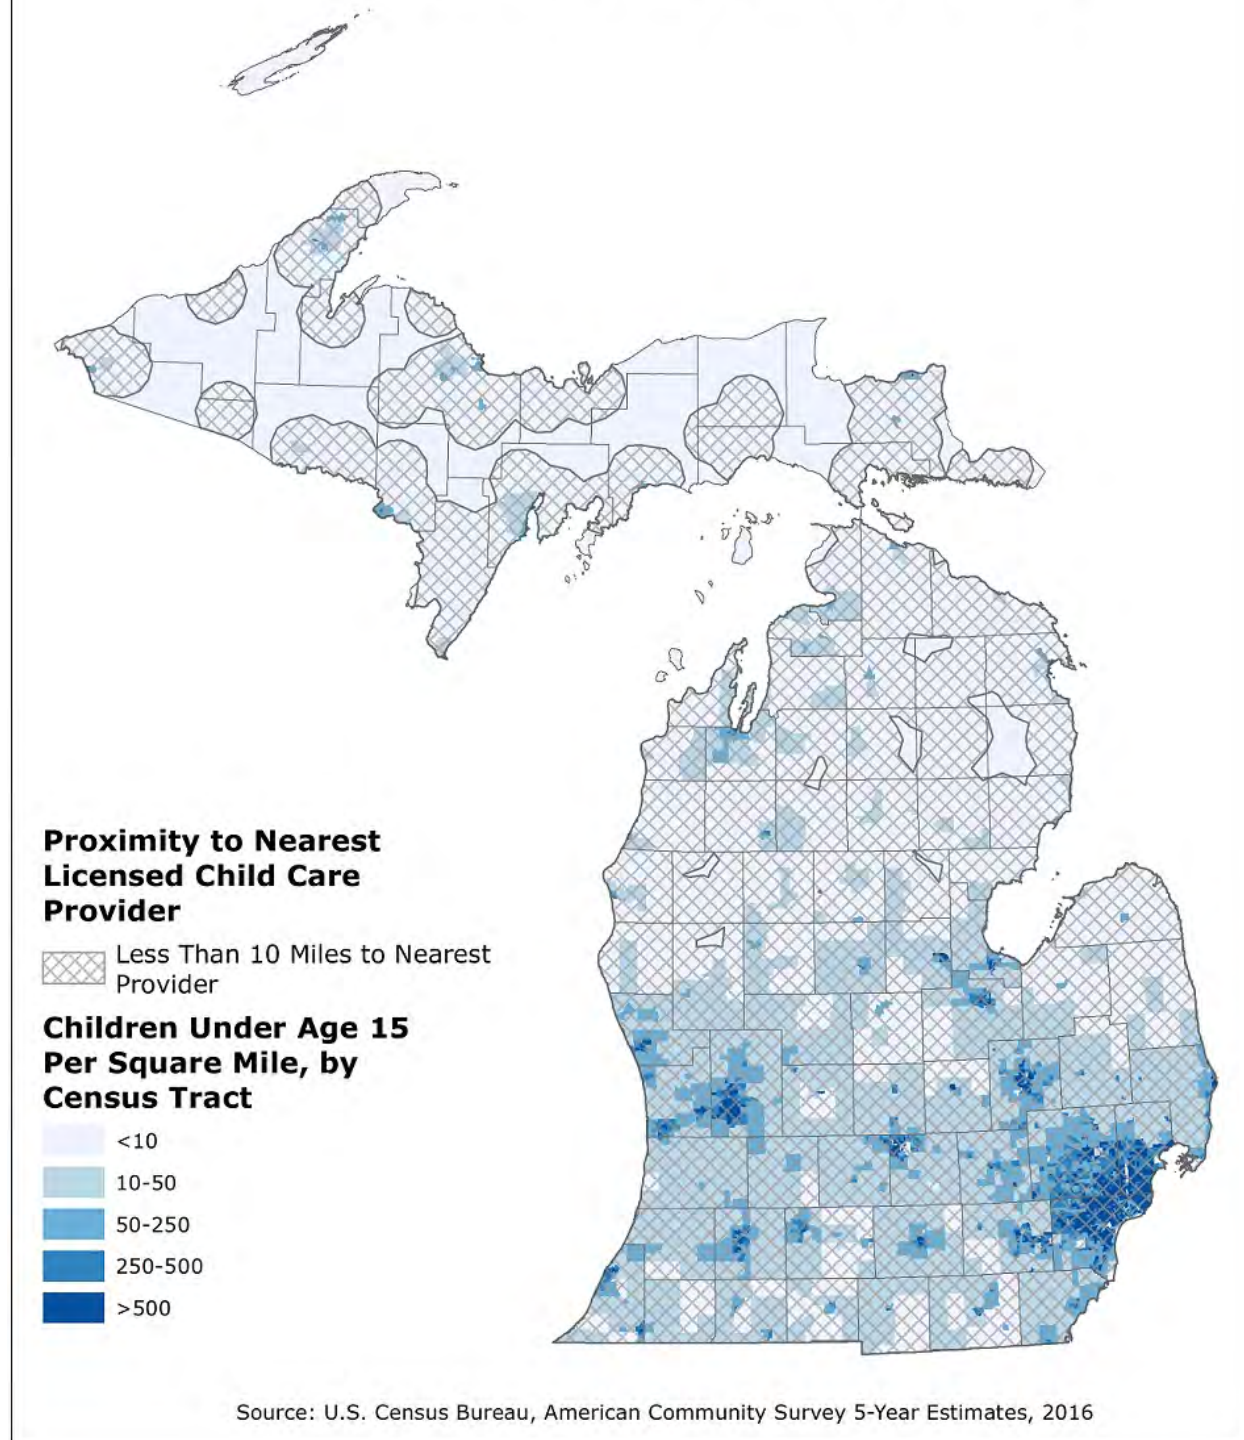 Proximity to Nearest
Licensed Child Care
Provider
Less Than 10 Miles to Nearest
Provider
Children Under Age 15
Per Square Mile, by
Census Tract
<10
10-50
50-250
250-500
>500
Source: U.S. Census Bureau, American Community Survey 5-Year Estimates, 2016